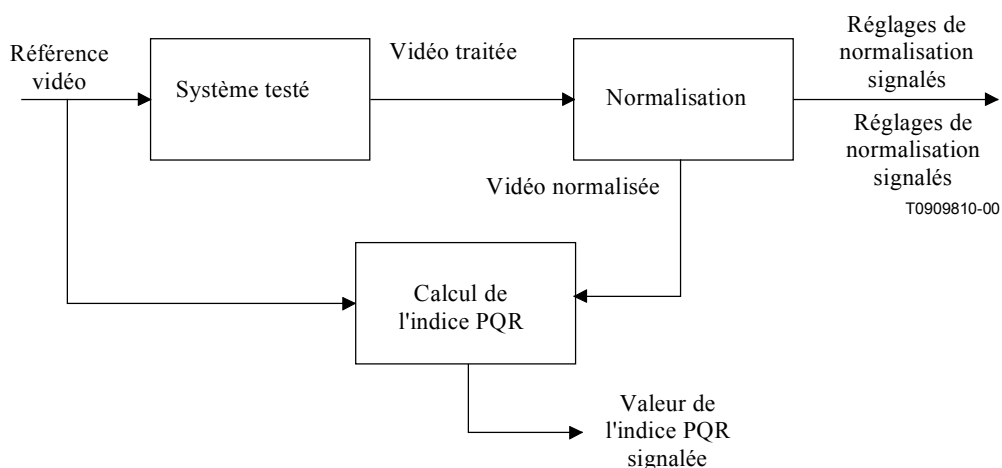 Référence
vidéo
Système testé
Vidéo traitée
Normalisation
Réglages de
normalisation
signalés
Réglages de
normalisation
signalés
T0909810-00
Vidéo normalisée
Calcul de
l'indice PQR
Valeur de
l'indice PQR
signalée